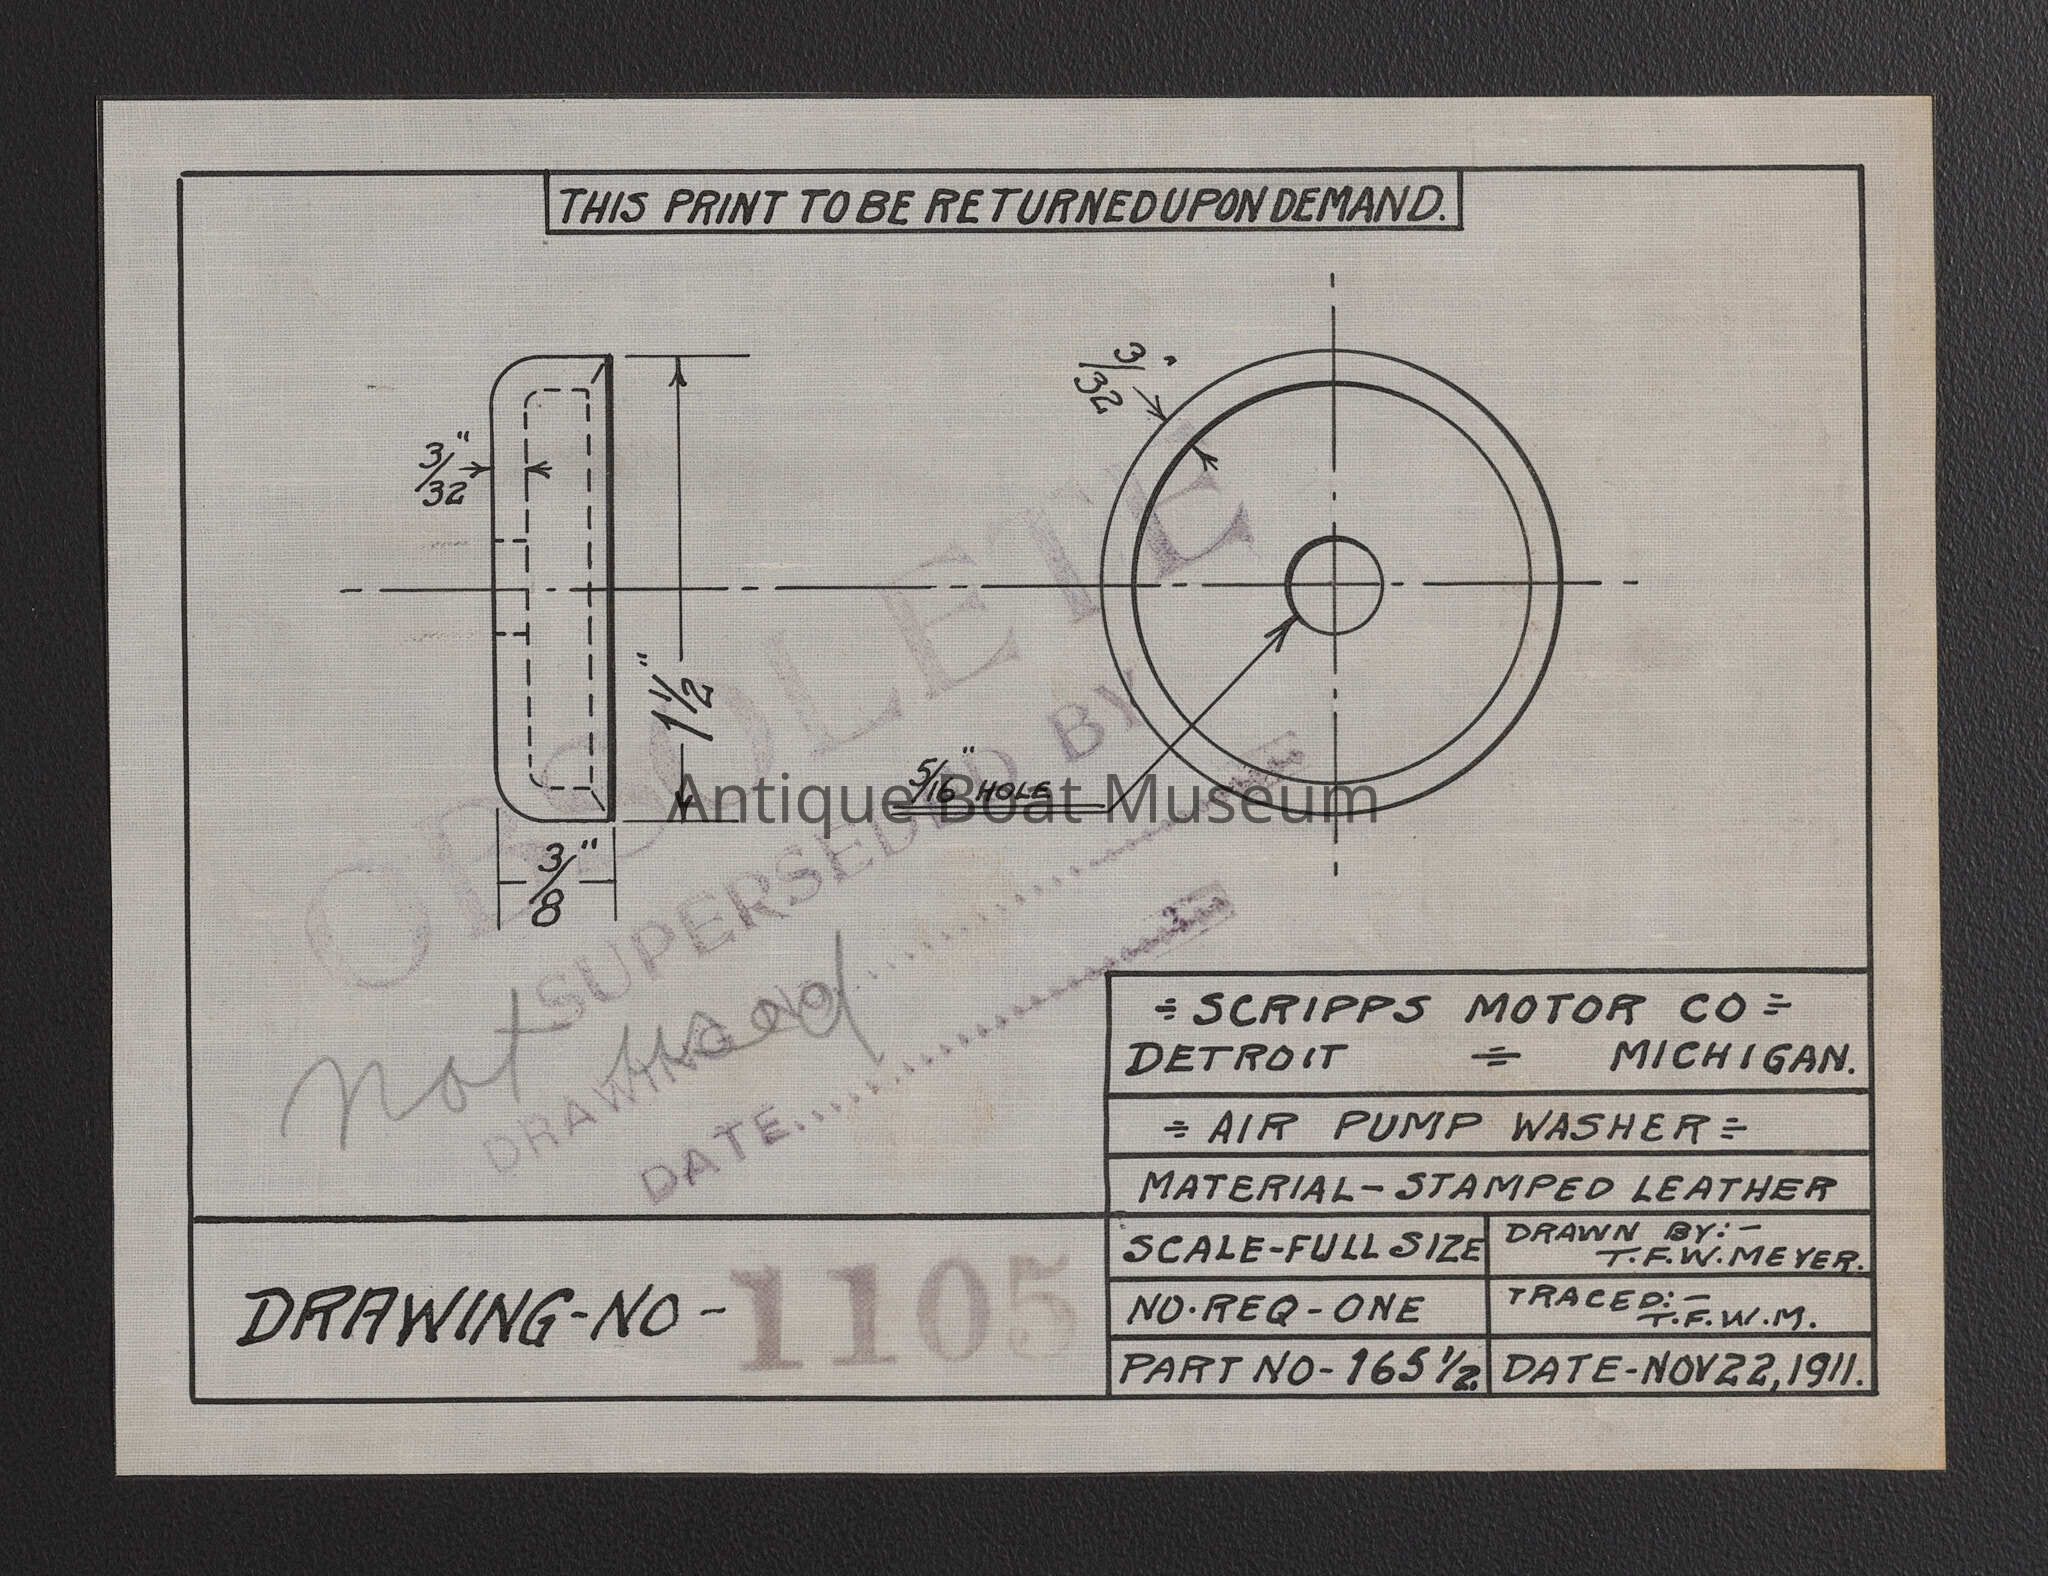 THIS PRINT TO BE RETURNED UPON DEMAND.
3/32"
3/32"
1 1/2"
5/16" HOLE
3/8"
OBSOLETE
SUPERSEDED BY
DRAWING NO.
DATE
not used
Antique Boat Museum
SCRIPPS MOTOR CO
DETROIT - MICHIGAN.
AIR PUMP WASHER
MATERIAL - STAMPED LEATHER
SCALE-FULL SIZE
DRAWN BY:-
T.F.W. MEYER.
NO. REQ - ONE
TRACED:-
T.F.W.M.
PART NO - 165 1/2.
DATE - NOV 22, 1911.
DRAWING-NO- 1105